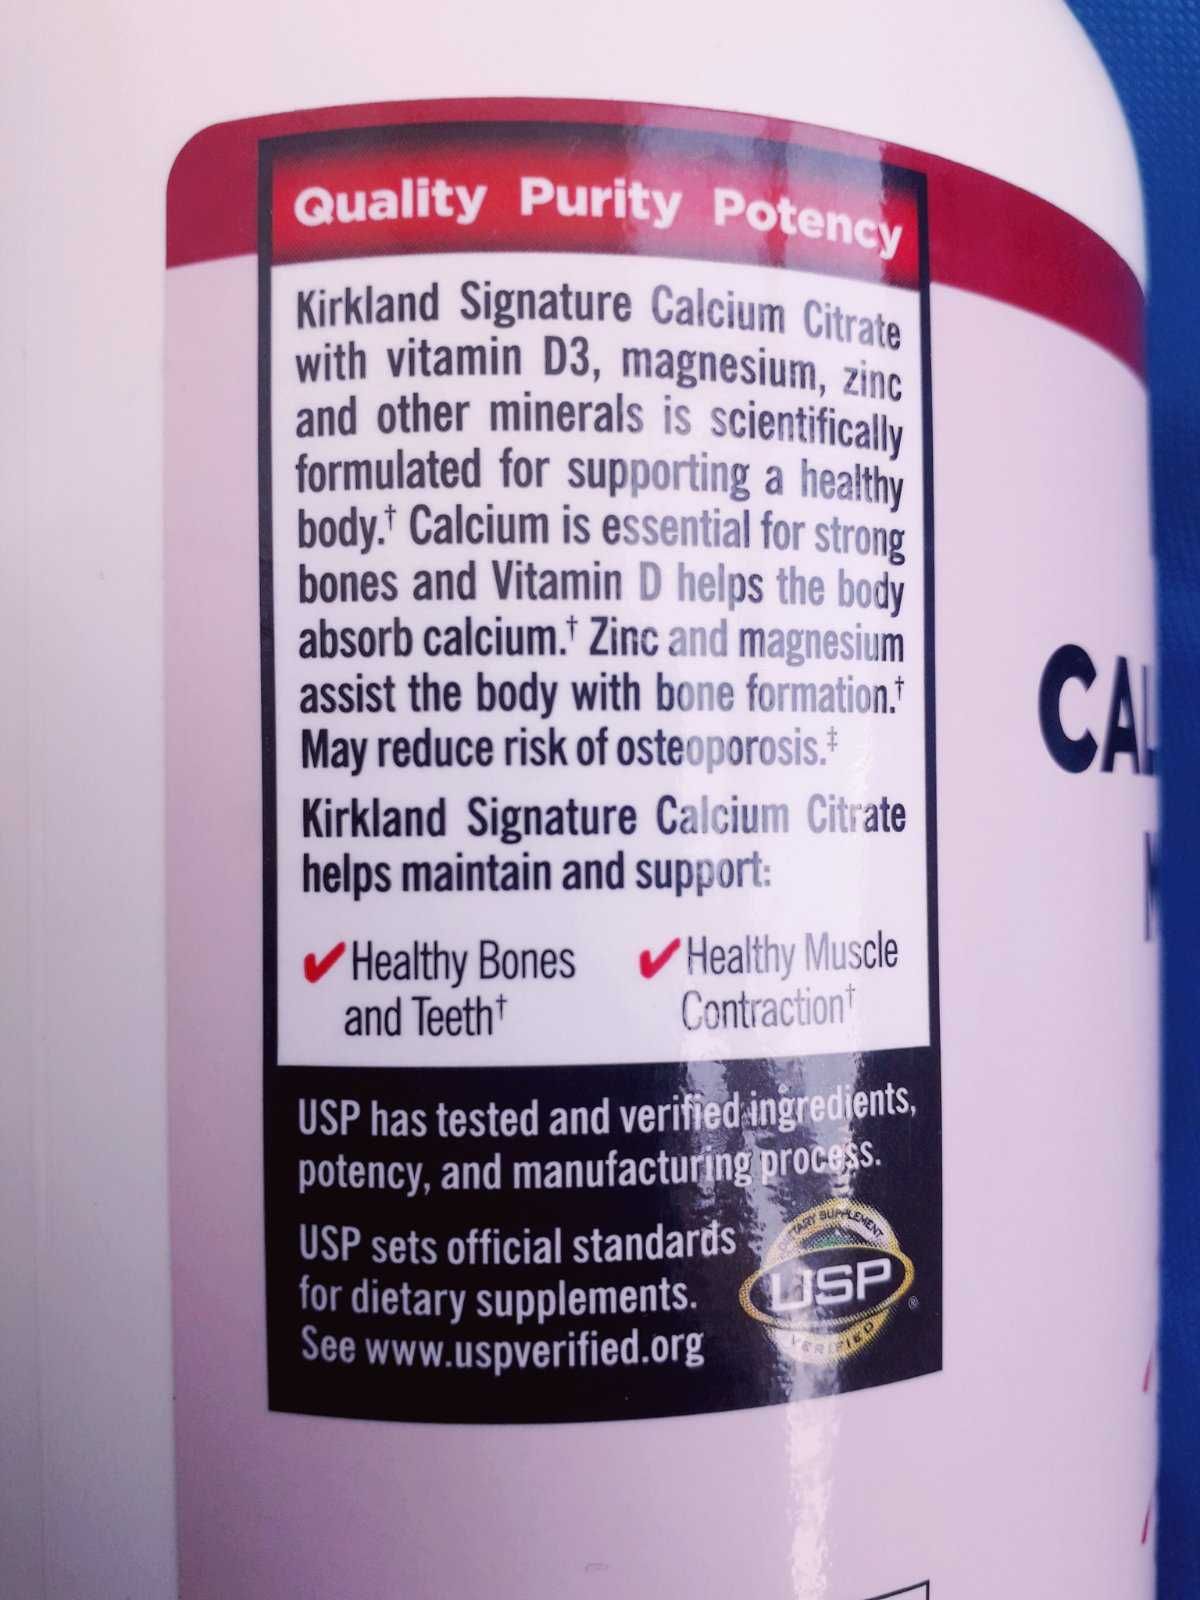 Quality Purity Potency
Kirkland Signature Calcium Citrate
with vitamin D3, magnesium, zinc
and other minerals is scientifically
formulated for supporting a healthy
body.† Calcium is essential for strong
bones and Vitamin D helps the body
absorb calcium.† Zinc and magnesium
assist the body with bone formation.†
May reduce risk of osteoporosis.‡
Kirkland Signature Calcium Citrate
helps maintain and support:
✔Healthy Bones
and Teeth†
✔Healthy Muscle
Contraction†
USP has tested and verified ingredients,
potency, and manufacturing process.
USP sets official standards
for dietary supplements.
See www.uspverified.org
DIETARY SUPPLEMENT
USP
VERIFIED
®
CAL